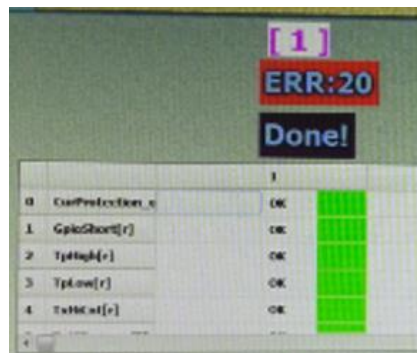 [ 1 ]
ERR:20
Done!
1
0 CurProtection_s OK
1 GpioShort[r] OK
2 TpHigh[r] OK
3 TpLow[r] OK
4 OK